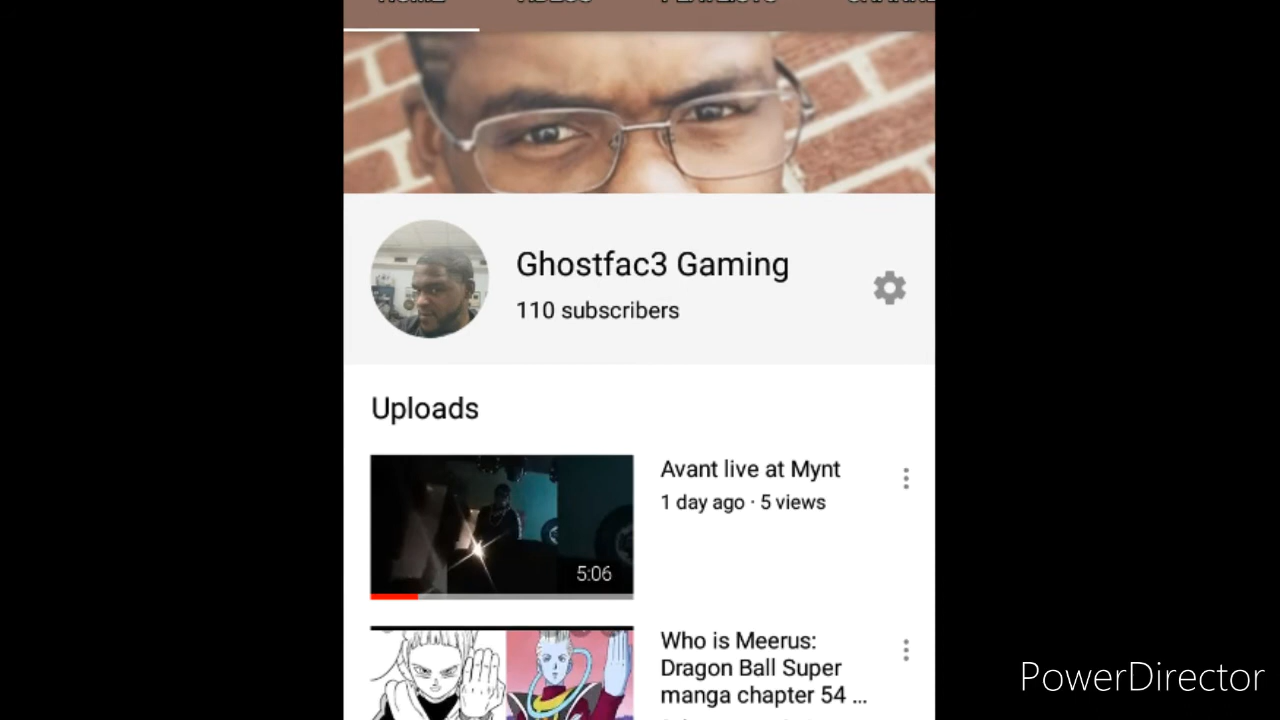 Ghostfac3 Gaming
110 subscribers
Uploads
Avant live at Mynt
1 day ago · 5 views
5:06
Who is Meerus:
Dragon Ball Super
manga chapter 54 ...
PowerDirector